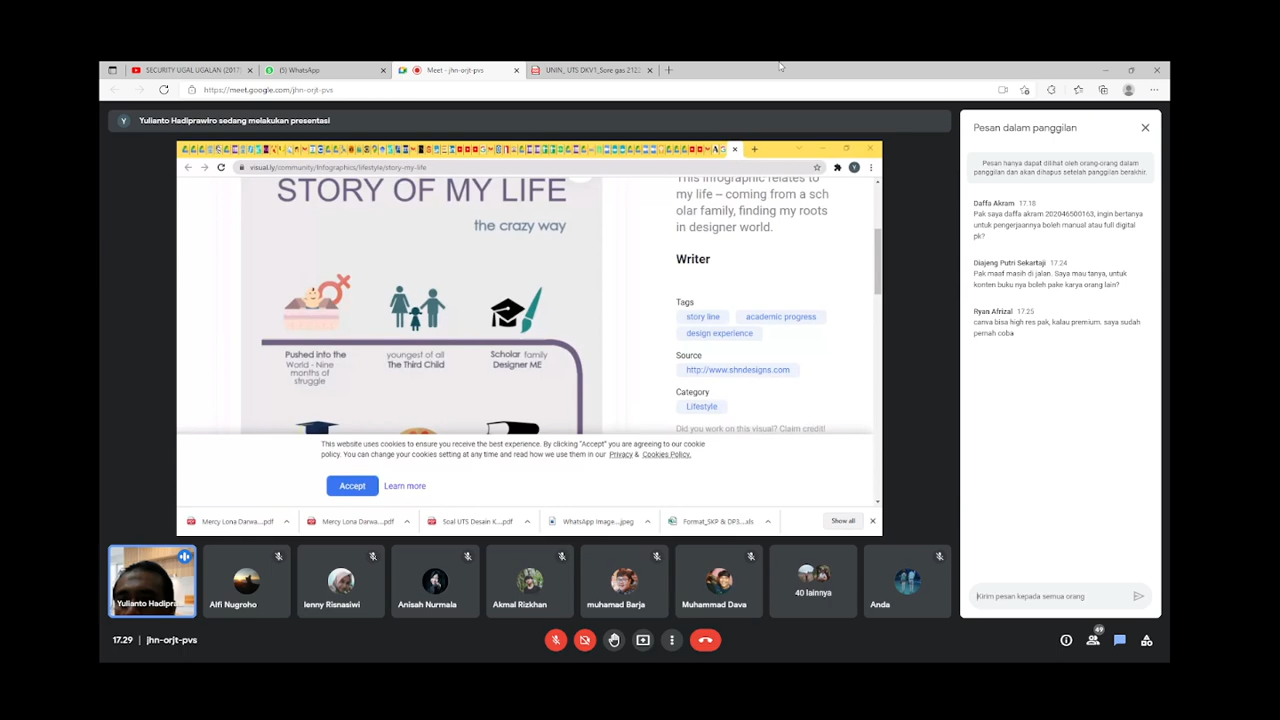 SECURITY UGAL UGALAN (2017)
(5) WhatsApp
Meet - jhn-orjt-pvs
UNIN_ UTS DKV1_Sore gas 212
https://meet.google.com/jhn-orjt-pvs
Y Yulianto Hadiprawiro sedang melakukan presentasi
visual.ly/community/Infographics/lifestyle/story-my-life
STORY OF MY LIFE
the crazy way
Pushed into the
World - Nine
months of
struggle
youngest of all
The Third Child
Scholar family
Designer ME
This infographic relates to
my life – coming from a sch
olar family, finding my roots
in designer world.
Writer
Tags
story line
academic progress
design experience
Source
http://www.shndesigns.com
Category
Lifestyle
Did you work on this visual? Claim credit!
This website uses cookies to ensure you receive the best experience. By clicking "Accept" you are agreeing to our cookie
policy. You can change your cookies setting at any time and read how we use them in our Privacy & Cookies Policy.
Accept
Learn more
Mercy Lona Darwa....pdf
Mercy Lona Darwa....pdf
Soal UTS Desain K....pdf
WhatsApp Image....jpeg
Format_SKP & DP3....xls
Show all
Yulianto Hadipra
Alfi Nugroho
Ienny Risnasiwi
Anisah Nurmala
Akmal Rizkhan
muhamad Barja
Muhammad Dava
40 lainnya
Anda
17.29 | jhn-orjt-pvs
49
Pesan dalam panggilan
Pesan hanya dapat dilihat oleh orang-orang dalam
panggilan dan akan dihapus setelah panggilan berakhir.
Daffa Akram 17.18
Pak saya daffa akram 202046500163, ingin bertanya
untuk pengerjaannya boleh manual atau full digital
pk?
Diajeng Putri Sekartaji 17.24
Pak maaf masih di jalan. Saya mau tanya, untuk
konten buku nya boleh pake karya orang lain?
Ryan Afrizal 17.25
canva bisa high res pak, kalau premium. saya sudah
pernah coba
Kirim pesan kepada semua orang